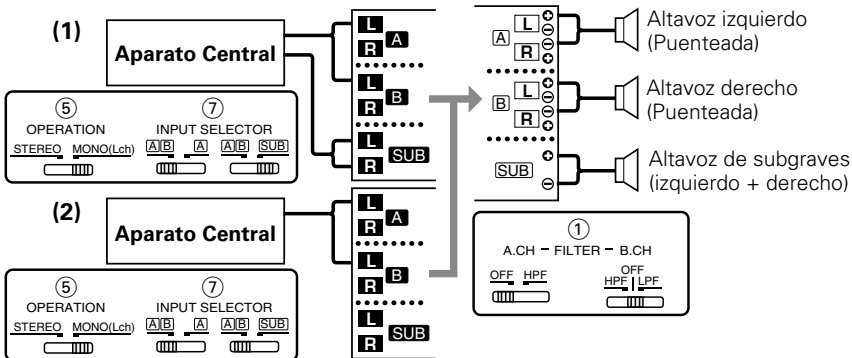 (1)
Aparato Central
L
R A
L
R B
L
R SUB
⑤ ⑦
OPERATION INPUT SELECTOR
STEREO MONO(Lch) A B A A B SUB
(2)
Aparato Central
L
R A
L
R B
L
R SUB
⑤ ⑦
OPERATION INPUT SELECTOR
STEREO MONO(Lch) A B A A B SUB
A L ⊕ ⊖
R ⊖ ⊕
B L ⊕ ⊖
R ⊖ ⊕
SUB ⊕ ⊖
Altavoz izquierdo
(Puenteada)
Altavoz derecho
(Puenteada)
Altavoz de subgraves
(izquierdo + derecho)
①
A.CH − FILTER − B.CH
OFF HPF OFF
HPF LPF